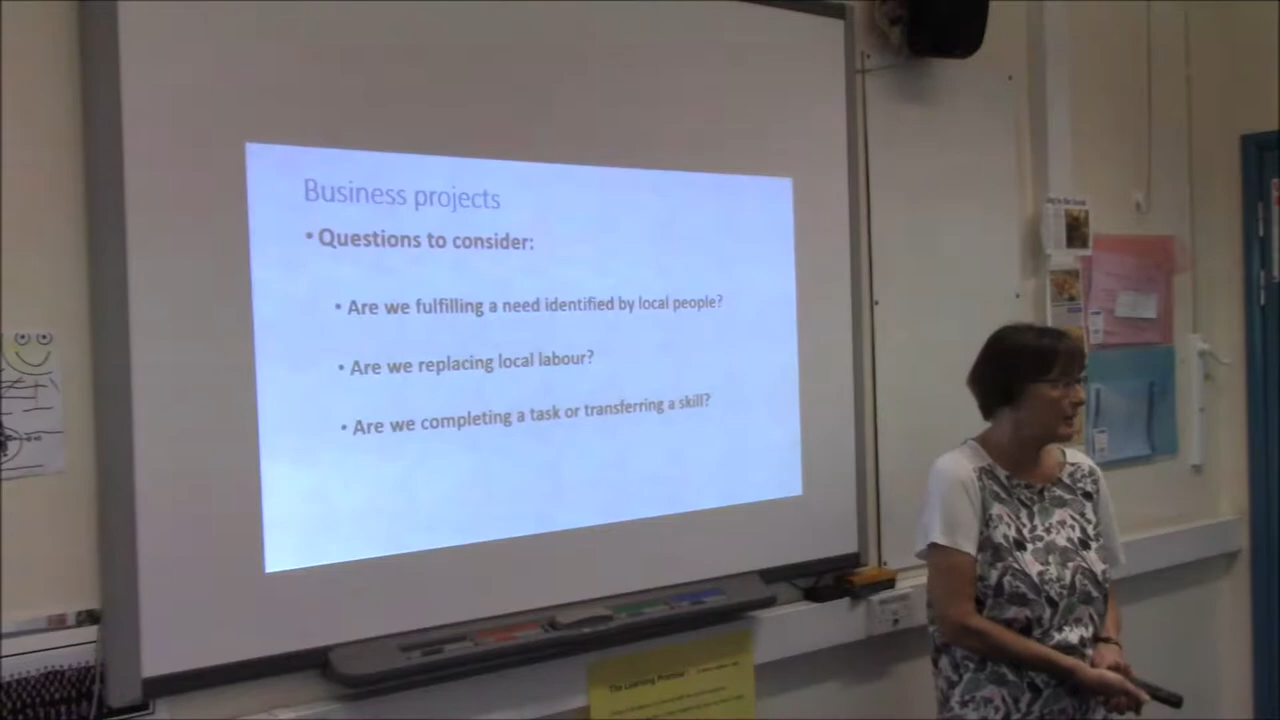 Business projects
• Questions to consider:
• Are we fulfilling a need identified by local people?
• Are we replacing local labour?
• Are we completing a task or transferring a skill?
The Learning Promise